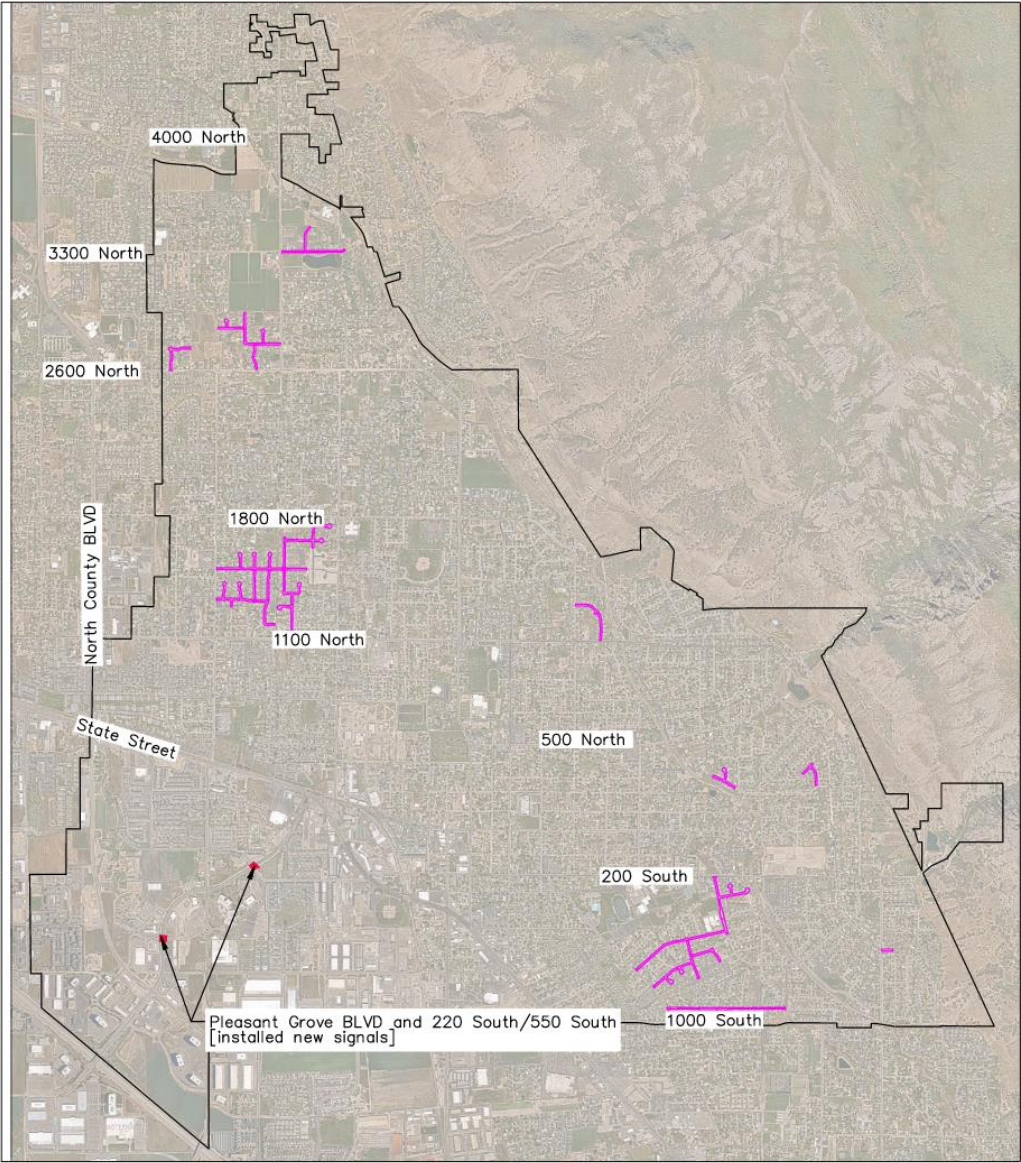 4000 North
3300 North
2600 North
1800 North
North County BLVD
1100 North
State Street
500 North
200 South
Pleasant Grove BLVD and 220 South/550 South
[installed new signals]
1000 South